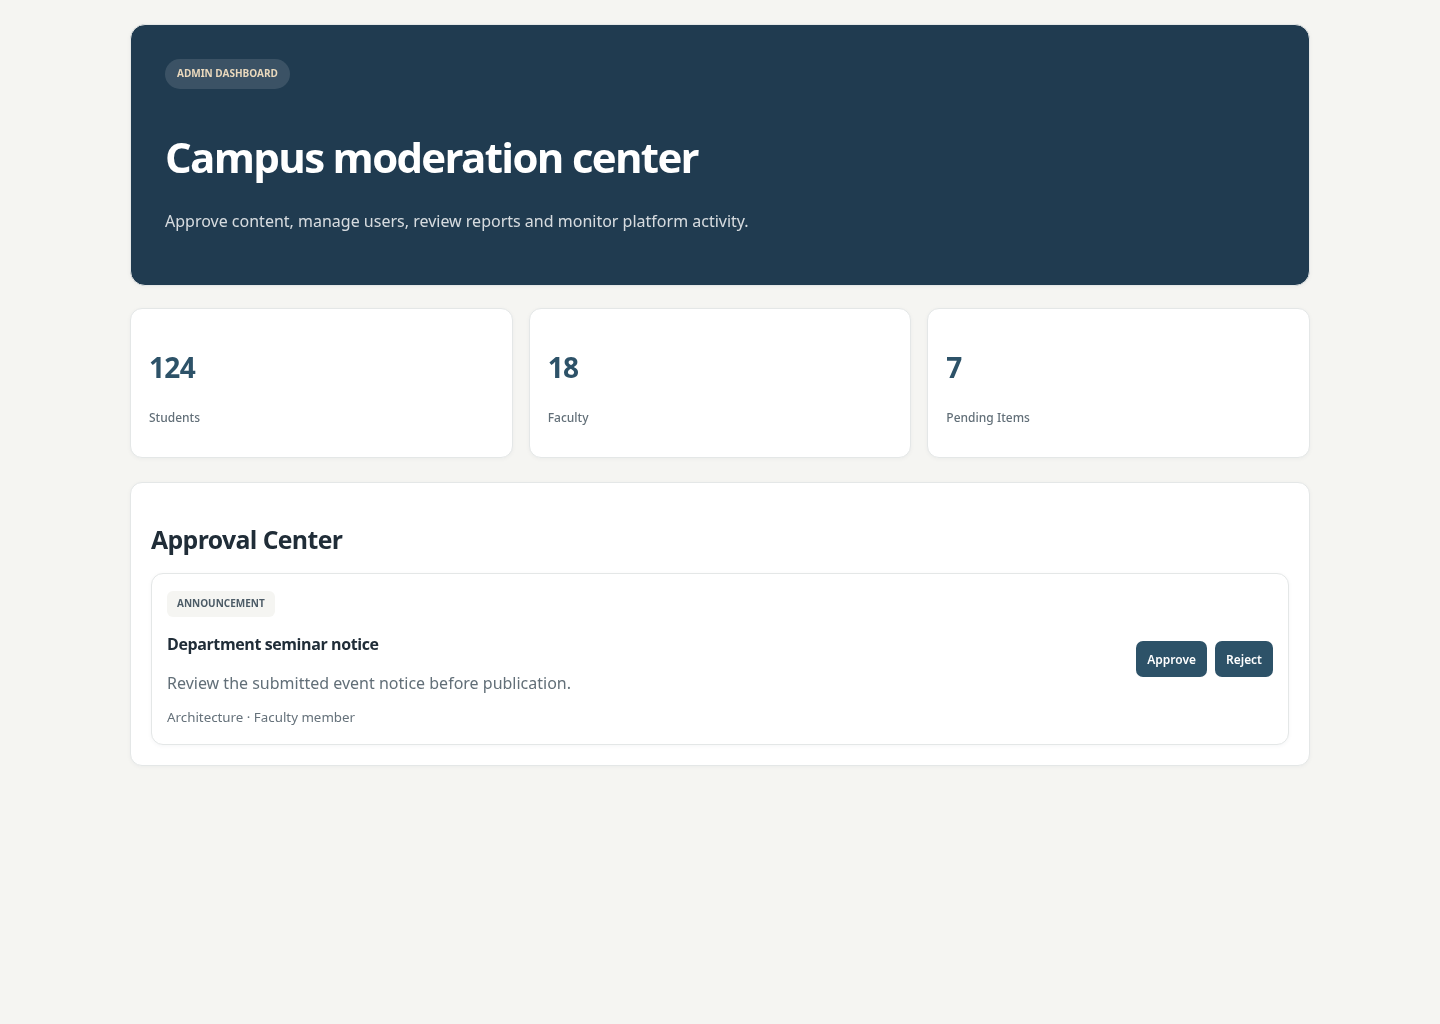 ADMIN DASHBOARD
Campus moderation center
Approve content, manage users, review reports and monitor platform activity.
124
Students
18
Faculty
7
Pending Items
Approval Center
ANNOUNCEMENT
Department seminar notice
Review the submitted event notice before publication.
Architecture · Faculty member
Approve
Reject